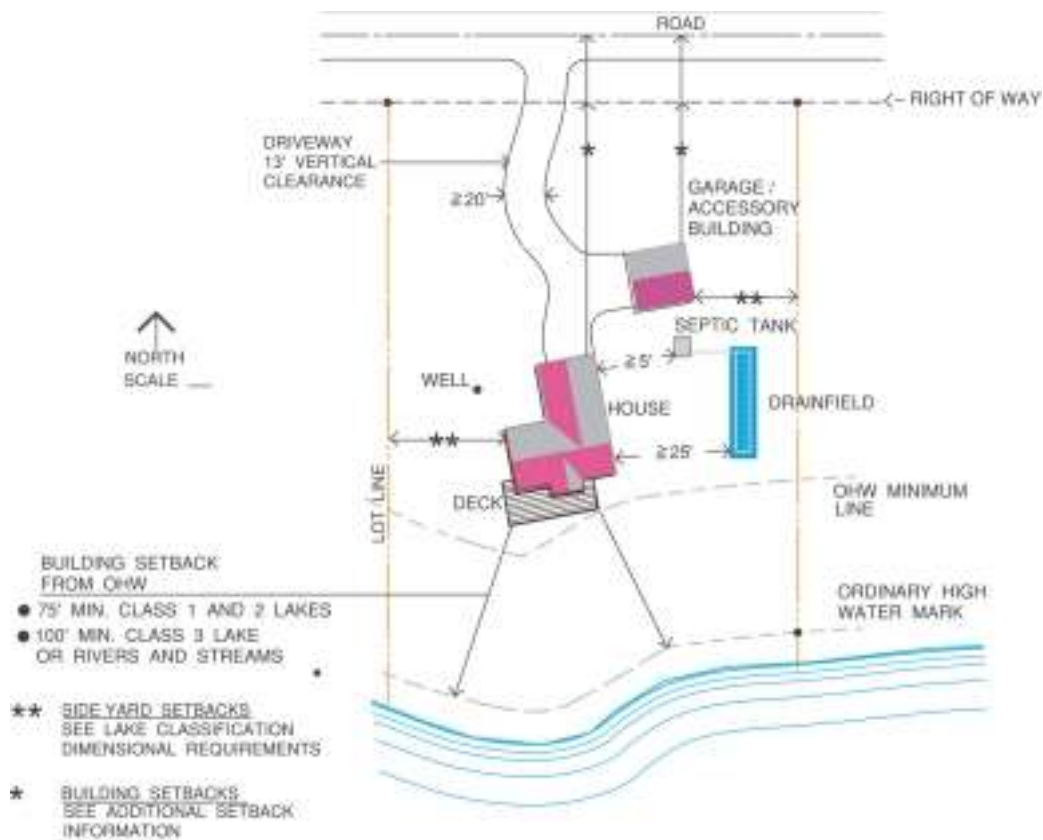 ROAD
RIGHT OF WAY
DRIVEWAY
13' VERTICAL
CLEARANCE
≥20'
*
*
GARAGE /
ACCESSORY
BUILDING
**
SEPTIC TANK
NORTH
SCALE __
WELL
≥5'
HOUSE
DRAINFIELD
**
≥25'
LOT LINE
DECK
OHW MINIMUM
LINE
BUILDING SETBACK
FROM OHW
● 75' MIN. CLASS 1 AND 2 LAKES
● 100' MIN. CLASS 3 LAKE
OR RIVERS AND STREAMS
ORDINARY HIGH
WATER MARK
** SIDE YARD SETBACKS
SEE LAKE CLASSIFICATION
DIMENSIONAL REQUIREMENTS
* BUILDING SETBACKS
SEE ADDITIONAL SETBACK
INFORMATION